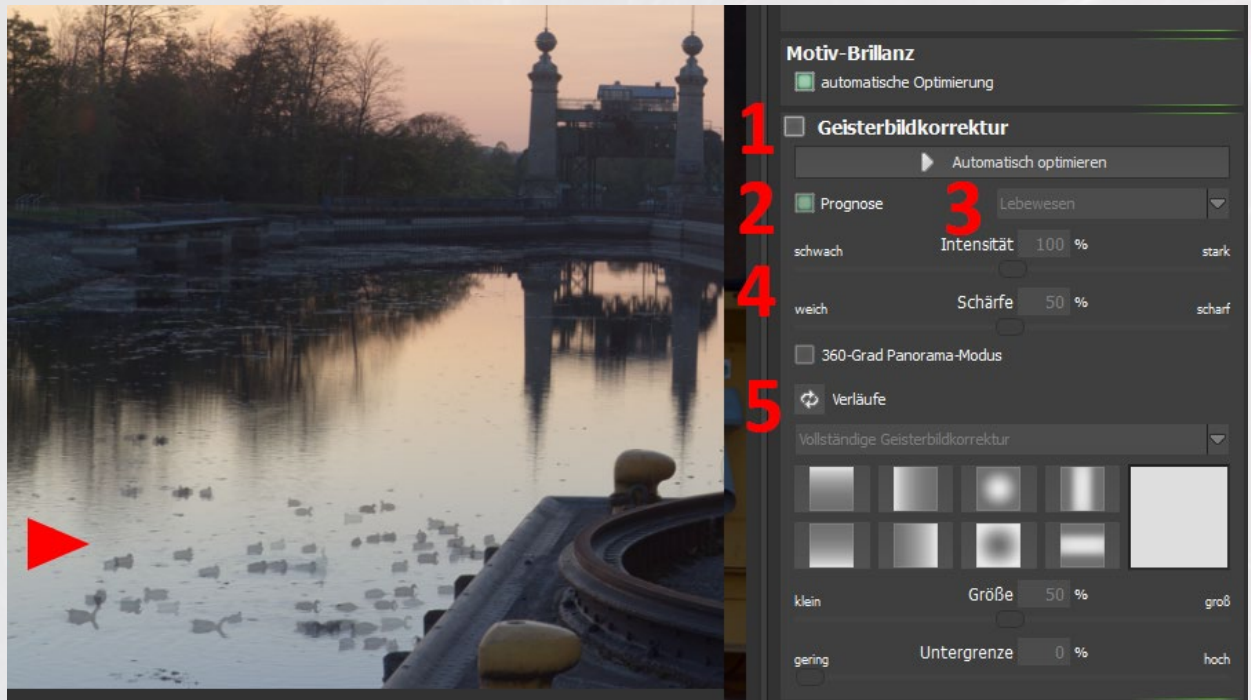 Motiv-Brillanz
automatische Optimierung
1 Geisterbildkorrektur
Automatisch optimieren
2 Prognose 3 Lebewesen
schwach Intensität 100 % stark
4
weich Schärfe 50 % scharf
360-Grad Panorama-Modus
5 Verläufe
Vollständige Geisterbildkorrektur
klein Größe 50 % groß
gering Untergrenze 0 % hoch